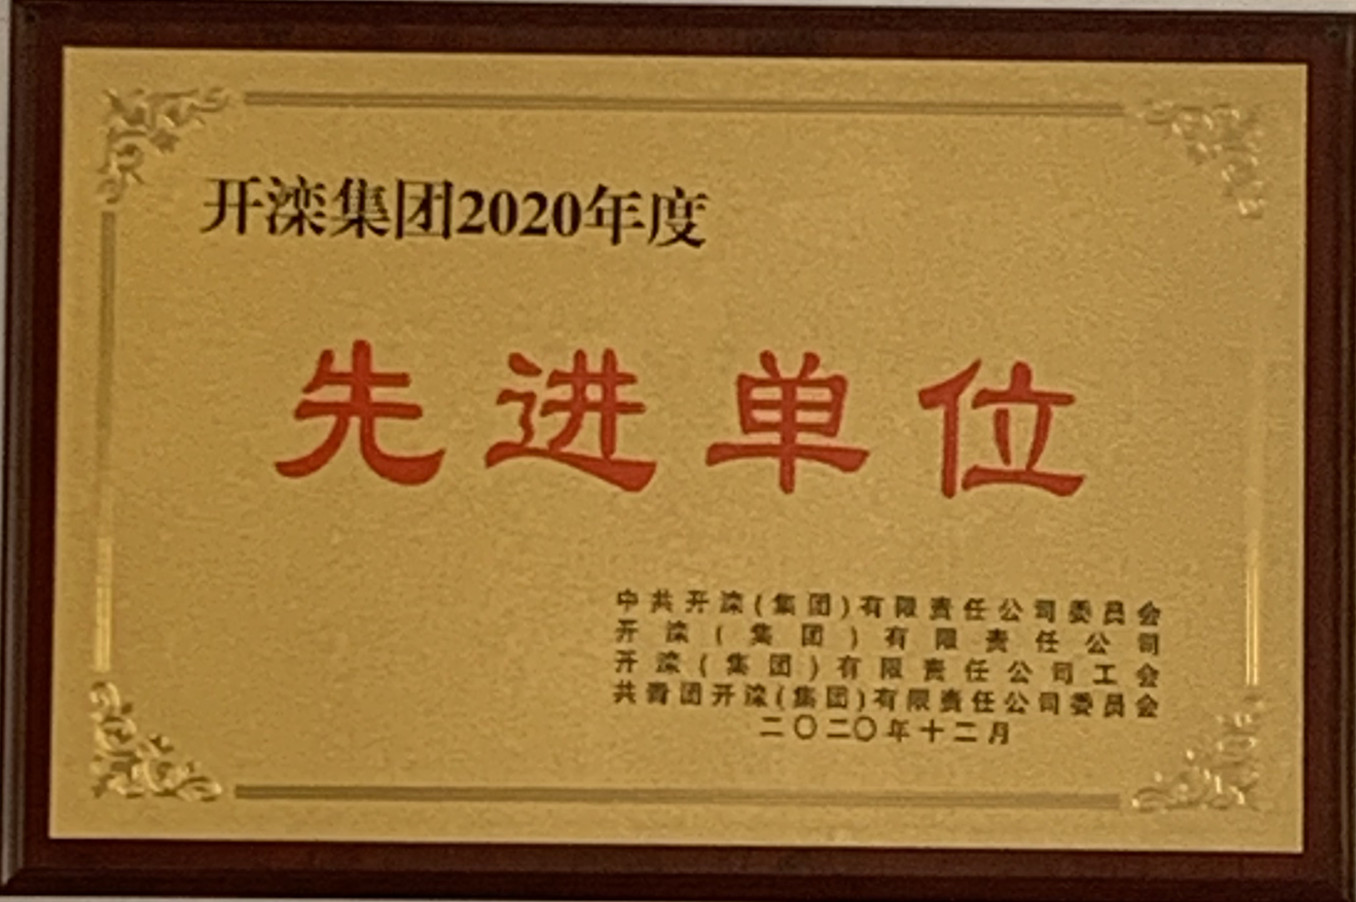 开滦集团2020年度
先进单位
中共开滦(集团)有限责任公司委员会
开滦(集团)有限责任公司
开滦(集团)有限责任公司工会
共青团开滦(集团)有限责任公司委员会
二〇二〇年十二月